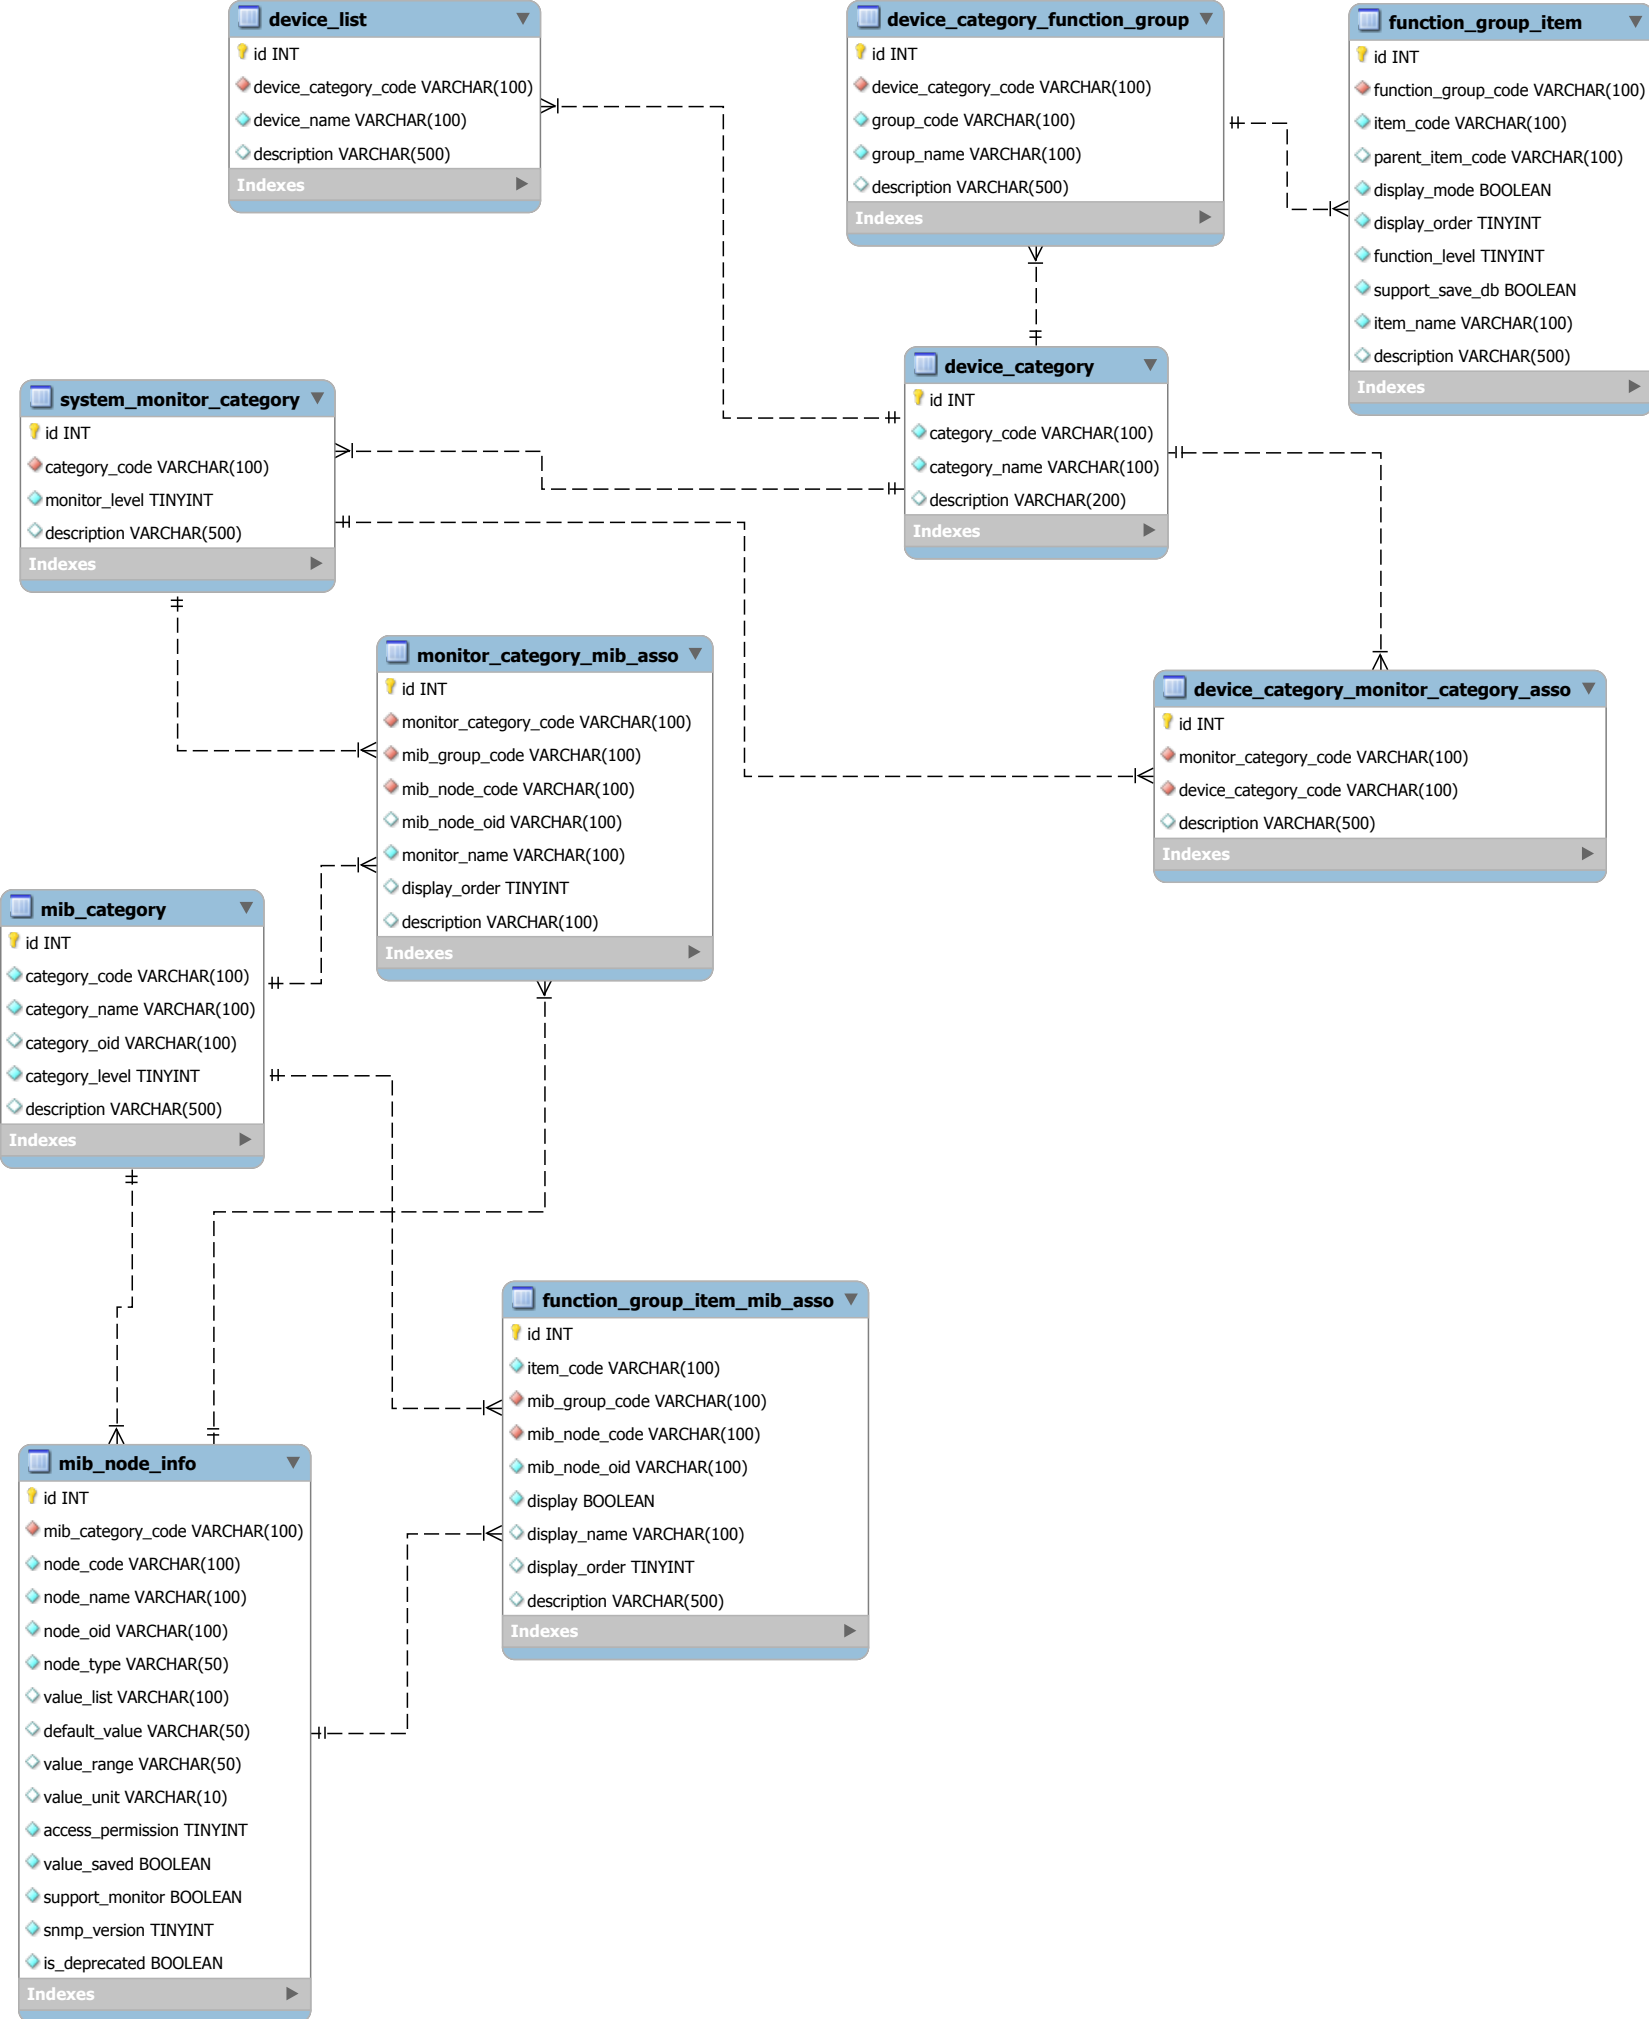 device_list
id INT
device_category_code VARCHAR(100)
device_name VARCHAR(100)
description VARCHAR(500)
Indexes
device_category_function_group
id INT
device_category_code VARCHAR(100)
group_code VARCHAR(100)
group_name VARCHAR(100)
description VARCHAR(500)
Indexes
function_group_item
id INT
function_group_code VARCHAR(100)
item_code VARCHAR(100)
parent_item_code VARCHAR(100)
display_mode BOOLEAN
display_order TINYINT
function_level TINYINT
support_save_db BOOLEAN
item_name VARCHAR(100)
description VARCHAR(500)
Indexes
device_category
id INT
category_code VARCHAR(100)
category_name VARCHAR(100)
description VARCHAR(200)
Indexes
system_monitor_category
id INT
category_code VARCHAR(100)
monitor_level TINYINT
description VARCHAR(500)
Indexes
monitor_category_mib_asso
id INT
monitor_category_code VARCHAR(100)
mib_group_code VARCHAR(100)
mib_node_code VARCHAR(100)
mib_node_oid VARCHAR(100)
monitor_name VARCHAR(100)
display_order TINYINT
description VARCHAR(100)
Indexes
device_category_monitor_category_asso
id INT
monitor_category_code VARCHAR(100)
device_category_code VARCHAR(100)
description VARCHAR(500)
Indexes
mib_category
id INT
category_code VARCHAR(100)
category_name VARCHAR(100)
category_oid VARCHAR(100)
category_level TINYINT
description VARCHAR(500)
Indexes
function_group_item_mib_asso
id INT
item_code VARCHAR(100)
mib_group_code VARCHAR(100)
mib_node_code VARCHAR(100)
mib_node_oid VARCHAR(100)
display BOOLEAN
display_name VARCHAR(100)
display_order TINYINT
description VARCHAR(500)
Indexes
mib_node_info
id INT
mib_category_code VARCHAR(100)
node_code VARCHAR(100)
node_name VARCHAR(100)
node_oid VARCHAR(100)
node_type VARCHAR(50)
value_list VARCHAR(100)
default_value VARCHAR(50)
value_range VARCHAR(50)
value_unit VARCHAR(10)
access_permission TINYINT
value_saved BOOLEAN
support_monitor BOOLEAN
snmp_version TINYINT
is_deprecated BOOLEAN
Indexes